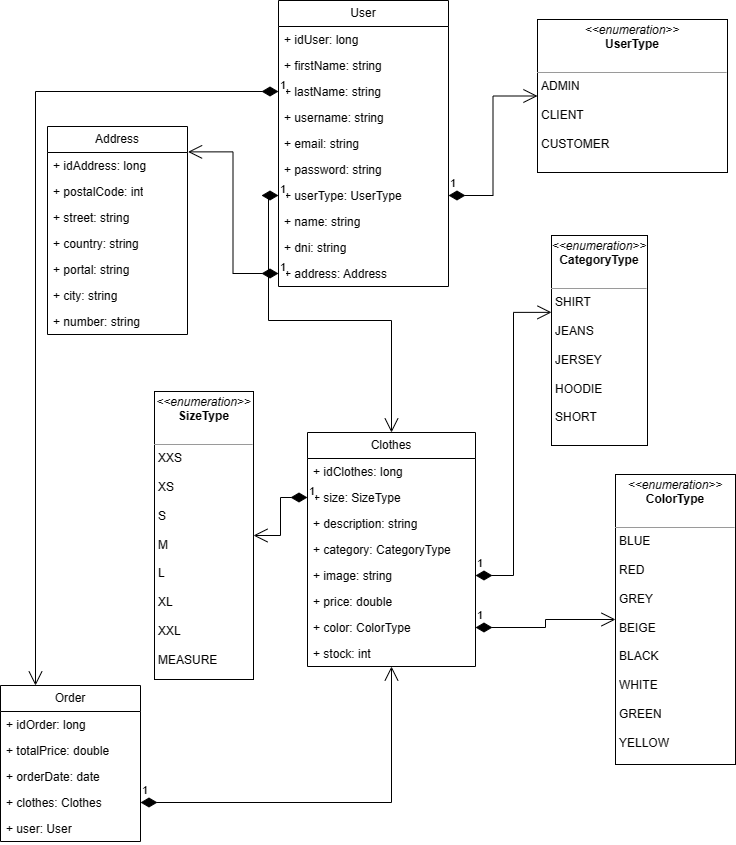 User
+ idUser: long
+ firstName: string
+ lastName: string
+ username: string
+ email: string
+ password: string
+ userType: UserType
+ name: string
+ dni: string
+ address: Address
1
1
1
1
<<enumeration>>
UserType
ADMIN
CLIENT
CUSTOMER
Address
+ idAddress: long
+ postalCode: int
+ street: string
+ country: string
+ portal: string
+ city: string
+ number: string
<<enumeration>>
CategoryType
SHIRT
JEANS
JERSEY
HOODIE
SHORT
<<enumeration>>
SizeType
XXS
XS
S
M
L
XL
XXL
MEASURE
Clothes
+ idClothes: long
+ size: SizeType
+ description: string
+ category: CategoryType
+ image: string
+ price: double
+ color: ColorType
+ stock: int
1
1
1
<<enumeration>>
ColorType
BLUE
RED
GREY
BEIGE
BLACK
WHITE
GREEN
YELLOW
Order
+ idOrder: long
+ totalPrice: double
+ orderDate: date
+ clothes: Clothes
+ user: User
1